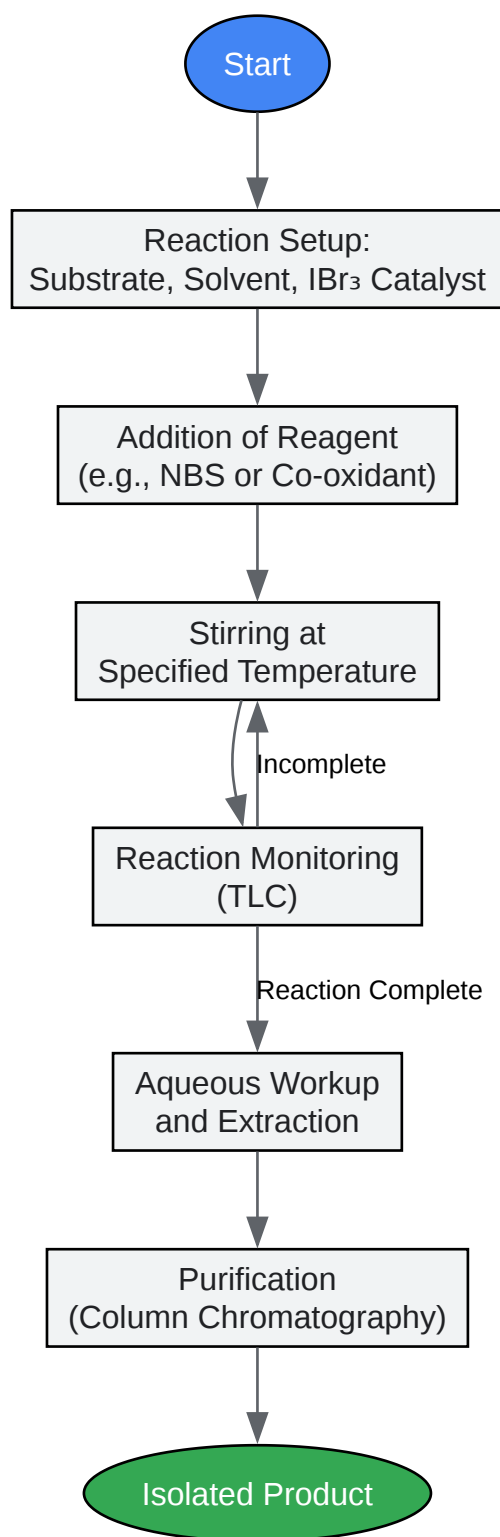 Start
Reaction Setup:
Substrate, Solvent, IBr₃ Catalyst
Addition of Reagent
(e.g., NBS or Co-oxidant)
Stirring at
Specified Temperature
Incomplete
Reaction Monitoring
(TLC)
Reaction Complete
Aqueous Workup
and Extraction
Purification
(Column Chromatography)
Isolated Product